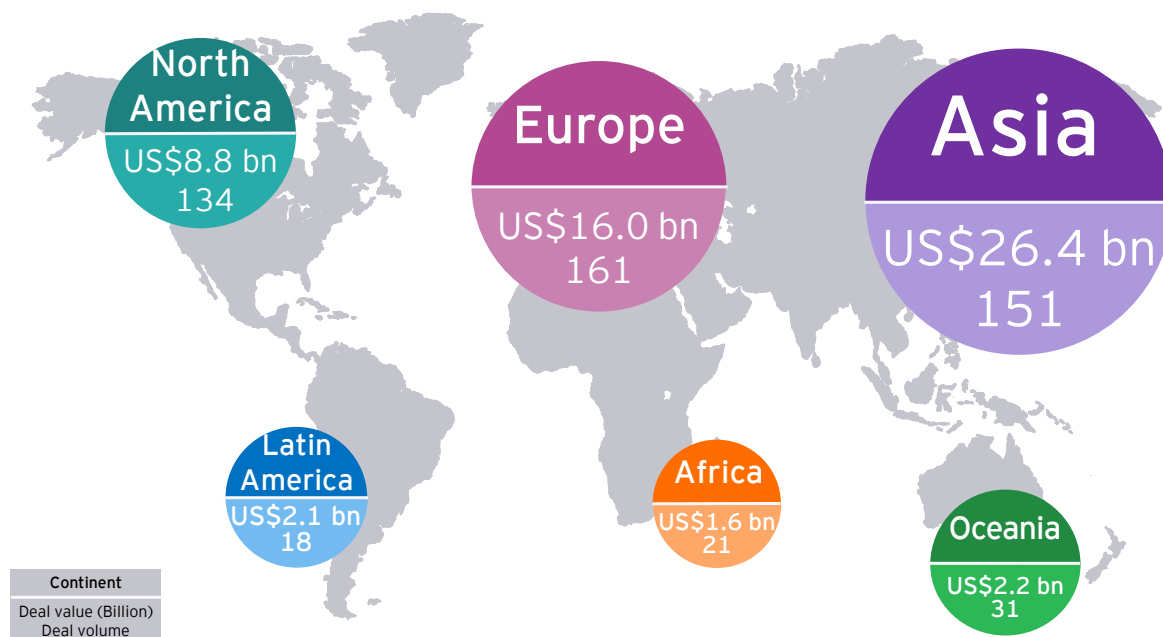 North
America
US$8.8 bn
134
Europe
US$16.0 bn
161
Asia
US$26.4 bn
151
Latin
America
US$2.1 bn
18
Africa
US$1.6 bn
21
Oceania
US$2.2 bn
31
Continent
Deal value (Billion)
Deal volume